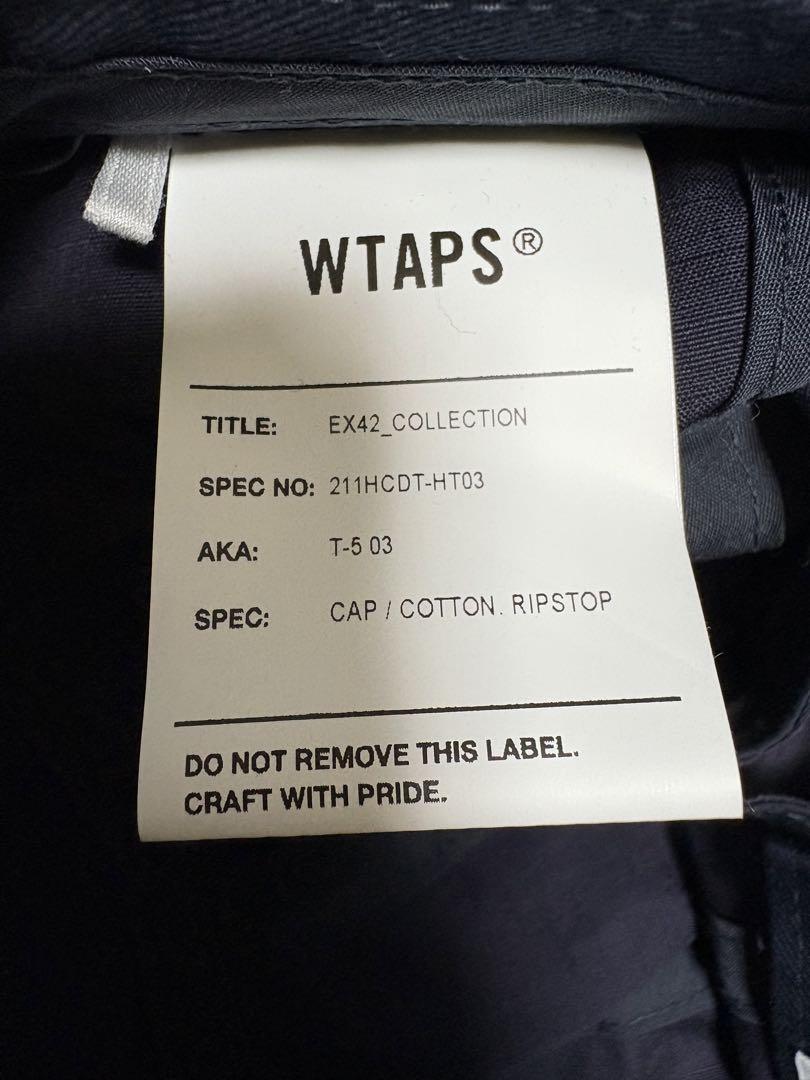 WTAPS®
TITLE: EX42_COLLECTION
SPEC NO: 211HCDT-HT03
AKA: T-5 03
SPEC: CAP / COTTON. RIPSTOP
DO NOT REMOVE THIS LABEL.
CRAFT WITH PRIDE.